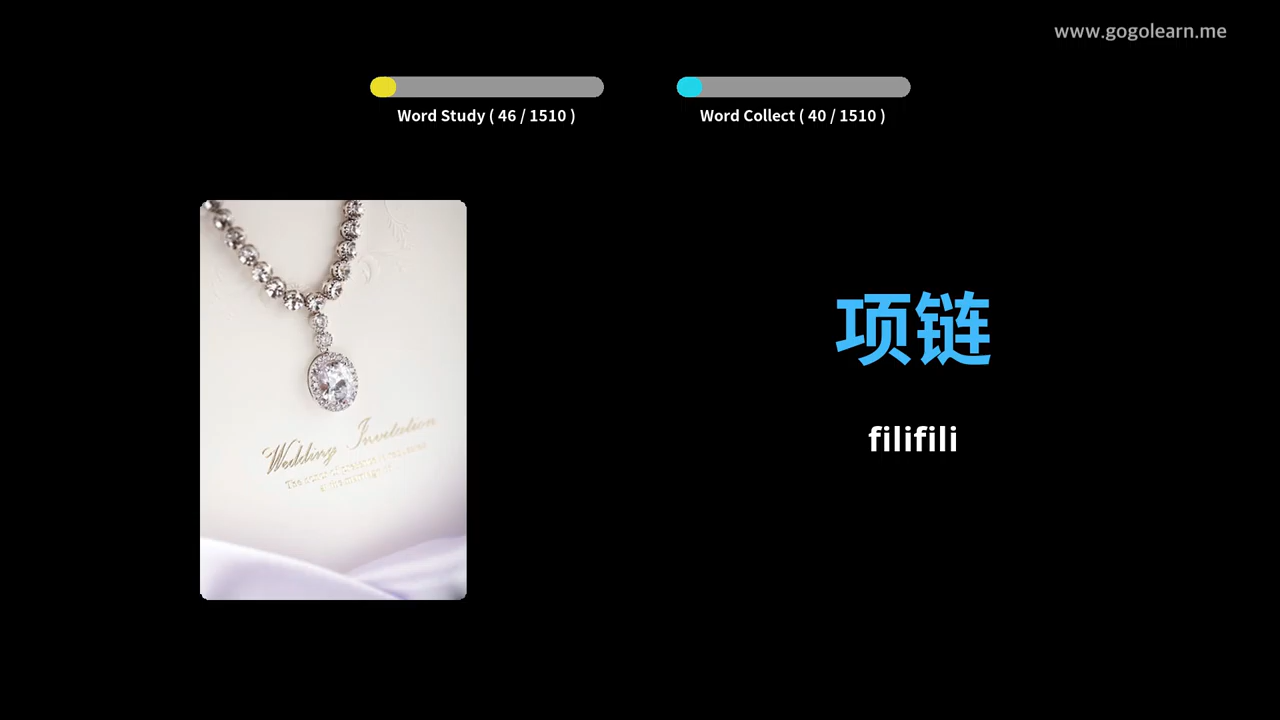 www.gogolearn.me
Word Study ( 46 / 1510 )
Word Collect ( 40 / 1510 )
项链
filifili
Wedding Invitation